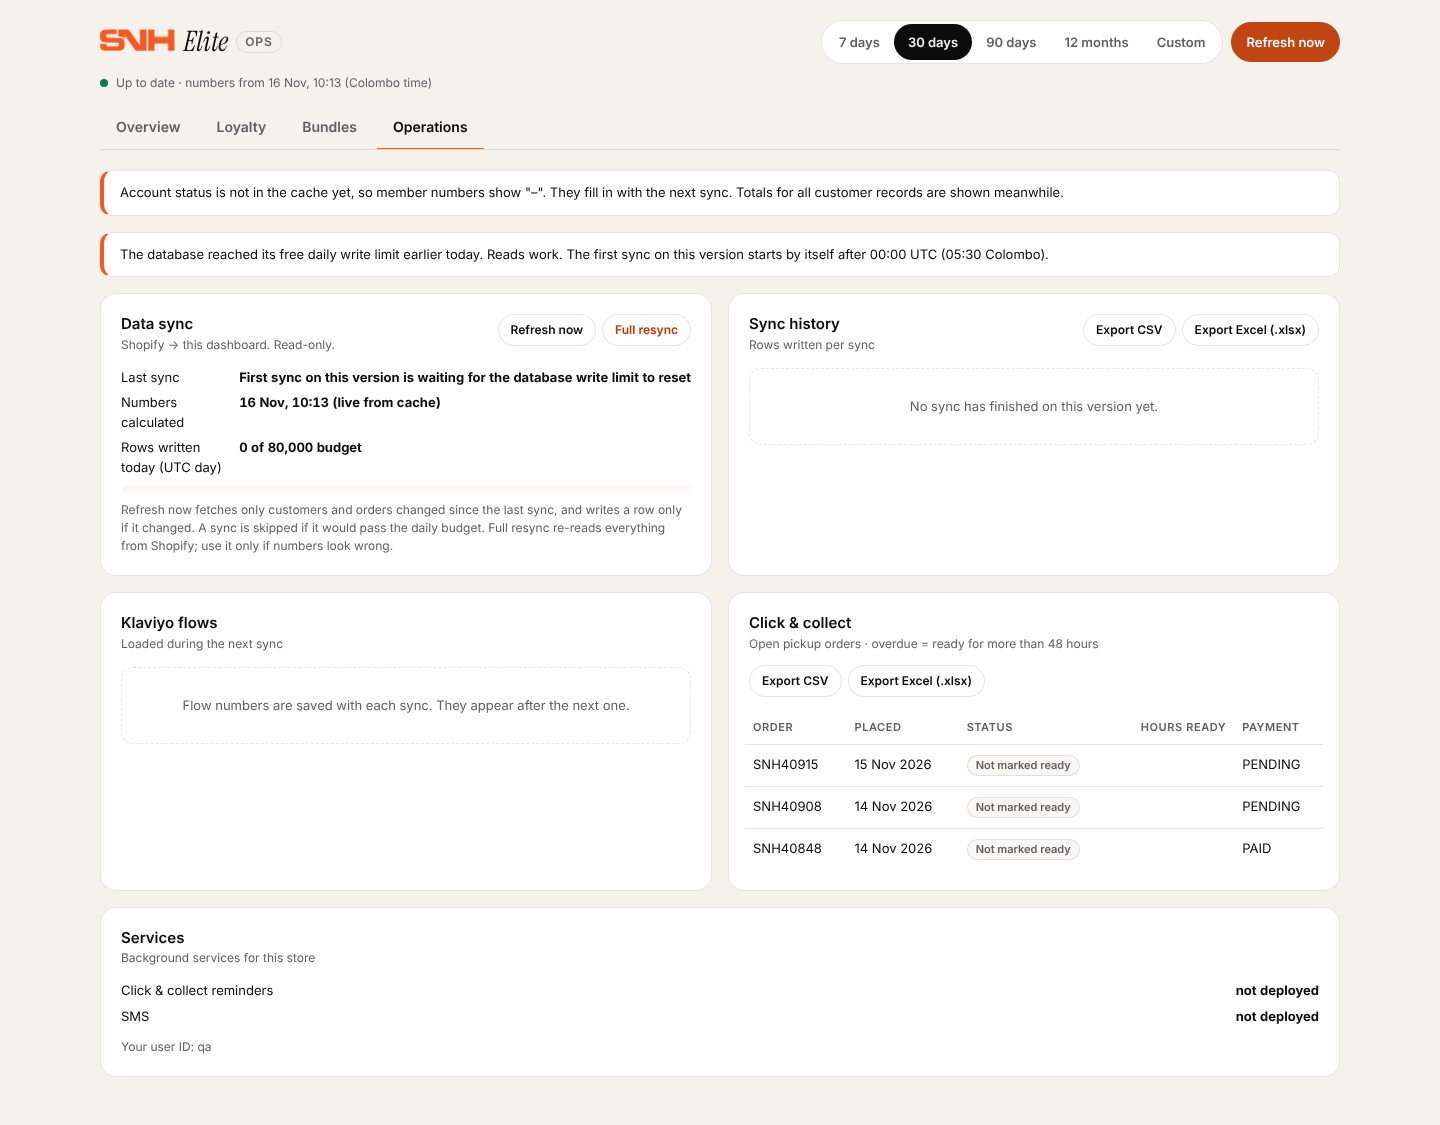 SNH Elite OPS
7 days 30 days 90 days 12 months Custom Refresh now
Up to date · numbers from 16 Nov, 10:13 (Colombo time)
Overview Loyalty Bundles Operations
Account status is not in the cache yet, so member numbers show "–". They fill in with the next sync. Totals for all customer records are shown meanwhile.
The database reached its free daily write limit earlier today. Reads work. The first sync on this version starts by itself after 00:00 UTC (05:30 Colombo).
Data sync
Shopify → this dashboard. Read-only.
Refresh now Full resync
Last sync First sync on this version is waiting for the database write limit to reset
Numbers calculated 16 Nov, 10:13 (live from cache)
Rows written today (UTC day) 0 of 80,000 budget
Refresh now fetches only customers and orders changed since the last sync, and writes a row only
if it changed. A sync is skipped if it would pass the daily budget. Full resync re-reads everything
from Shopify; use it only if numbers look wrong.
Sync history
Rows written per sync
Export CSV Export Excel (.xlsx)
No sync has finished on this version yet.
Klaviyo flows
Loaded during the next sync
Flow numbers are saved with each sync. They appear after the next one.
Click & collect
Open pickup orders · overdue = ready for more than 48 hours
Export CSV Export Excel (.xlsx)
ORDER PLACED STATUS HOURS READY PAYMENT
SNH40915 15 Nov 2026 Not marked ready PENDING
SNH40908 14 Nov 2026 Not marked ready PENDING
SNH40848 14 Nov 2026 Not marked ready PAID
Services
Background services for this store
Click & collect reminders not deployed
SMS not deployed
Your user ID: qa